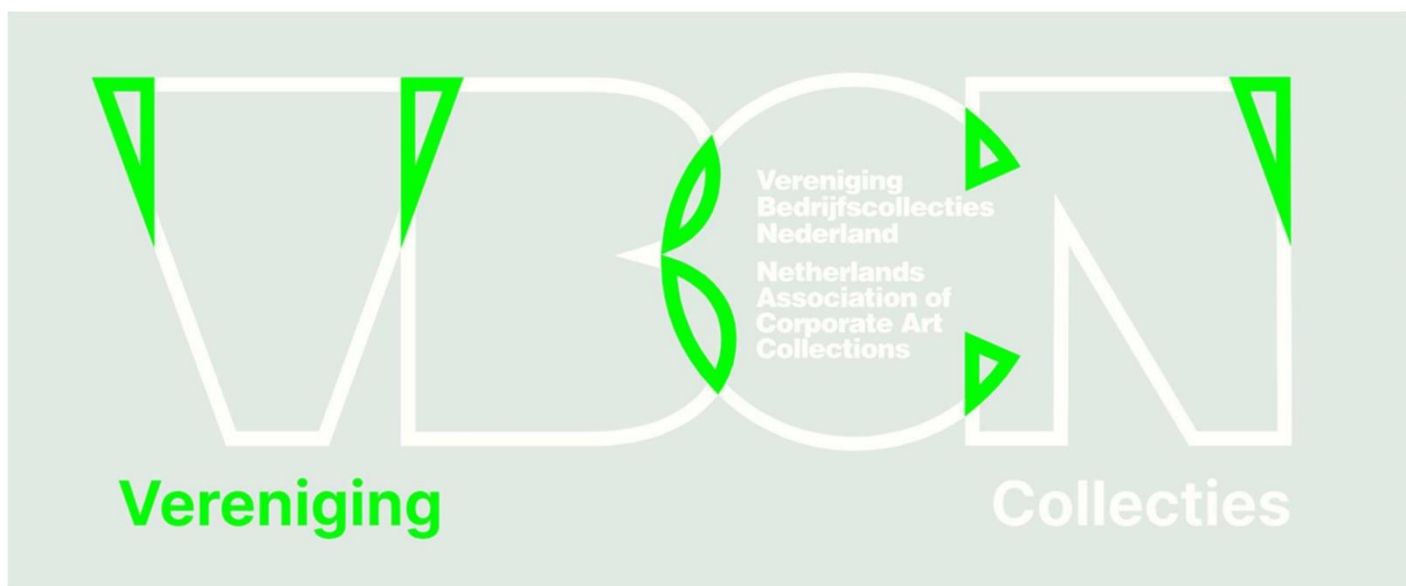 VBCN
Vereniging
Bedrijfscollecties
Nederland
Netherlands
Association of
Corporate Art
Collections
Vereniging
Collecties